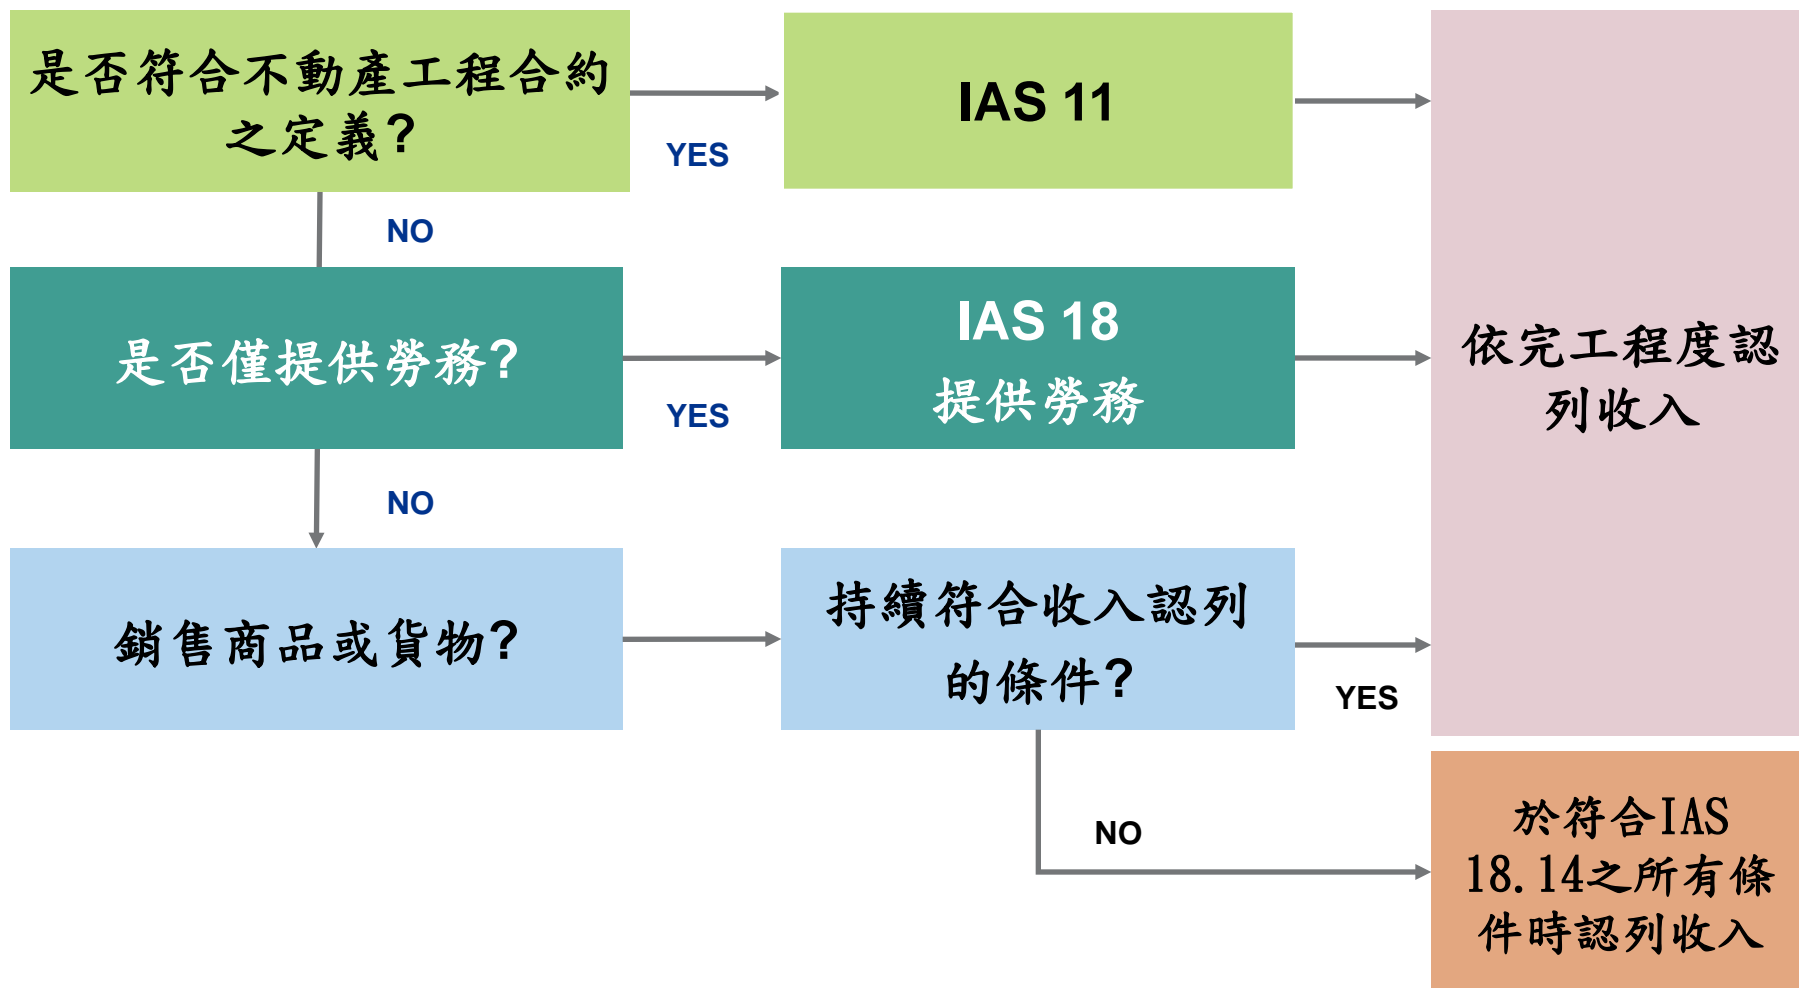 是否符合不動產工程合約
之定義?
YES
IAS 11
NO
是否僅提供勞務?
YES
IAS 18
提供勞務
依完工程度認
列收入
NO
銷售商品或貨物?
持續符合收入認列
的條件?
YES
NO
於符合IAS
18.14之所有條
件時認列收入